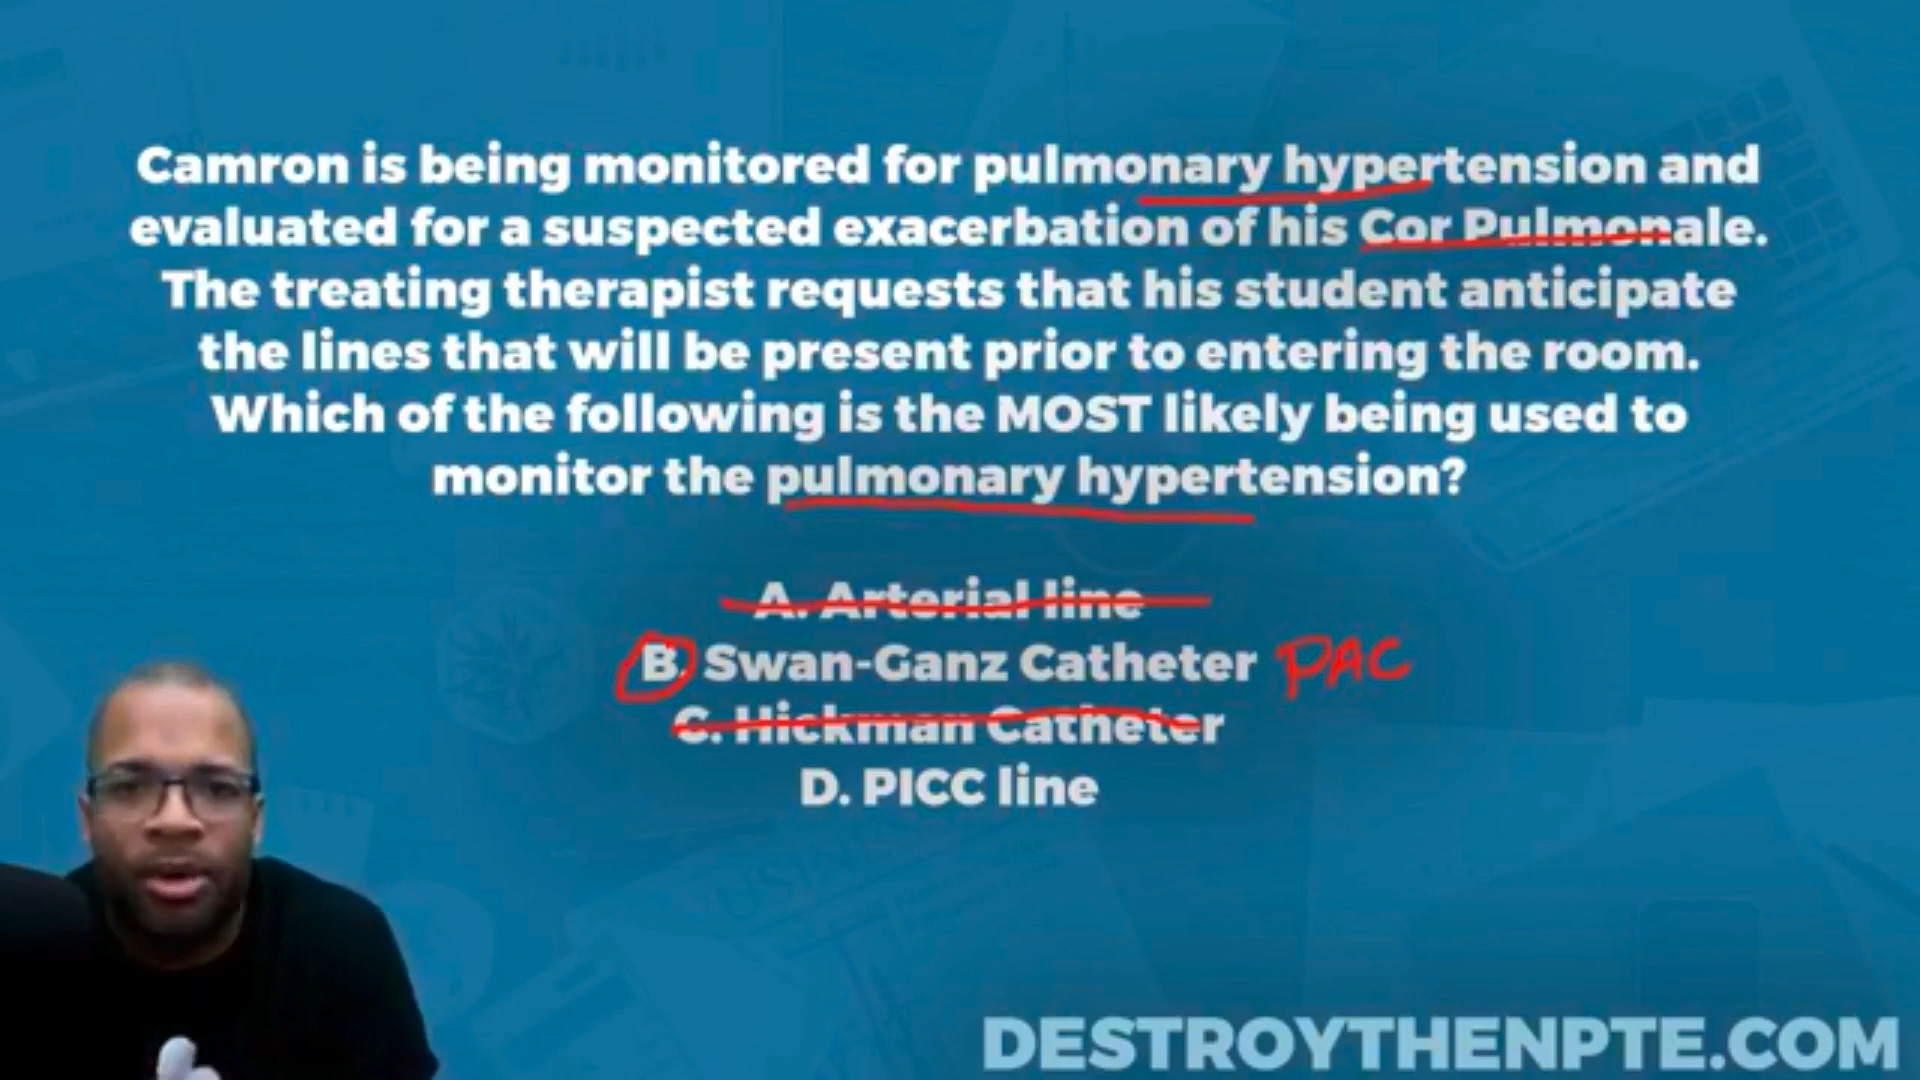 Camron is being monitored for pulmonary hypertension and
evaluated for a suspected exacerbation of his Cor Pulmonale.
The treating therapist requests that his student anticipate
the lines that will be present prior to entering the room.
Which of the following is the MOST likely being used to
monitor the pulmonary hypertension?
A. Arterial line
B. Swan-Ganz Catheter PAC
C. Hickman Catheter
D. PICC line
DESTROYTHENPTE.COM